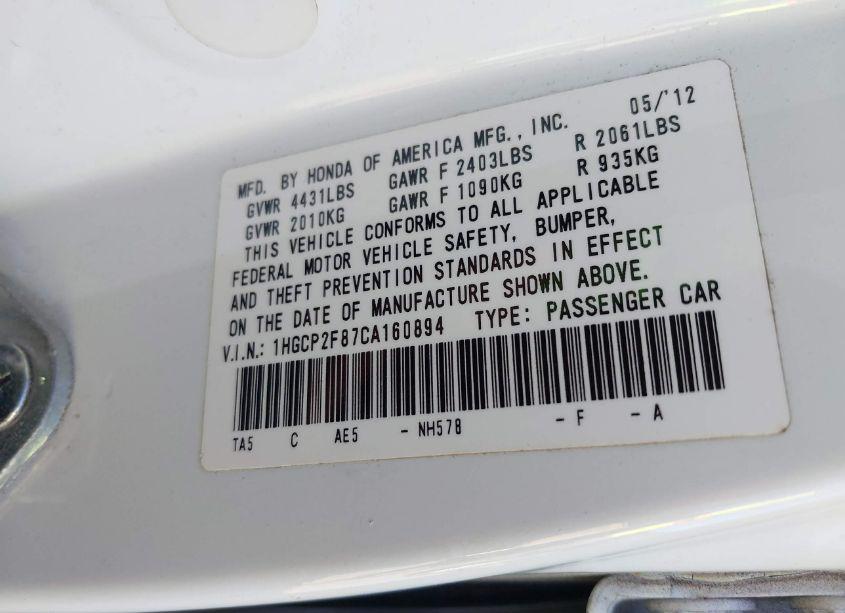 MFD. BY HONDA OF AMERICA MFG., INC. 05/'12
GVWR 4431LBS GAWR F 2403LBS R 2061LBS
GVWR 2010KG GAWR F 1090KG R 935KG
THIS VEHICLE CONFORMS TO ALL APPLICABLE
FEDERAL MOTOR VEHICLE SAFETY, BUMPER,
AND THEFT PREVENTION STANDARDS IN EFFECT
ON THE DATE OF MANUFACTURE SHOWN ABOVE.
V.I.N.: 1HGCP2F87CA160894 TYPE: PASSENGER CAR
TA5 C AE5 - NH578 - F - A